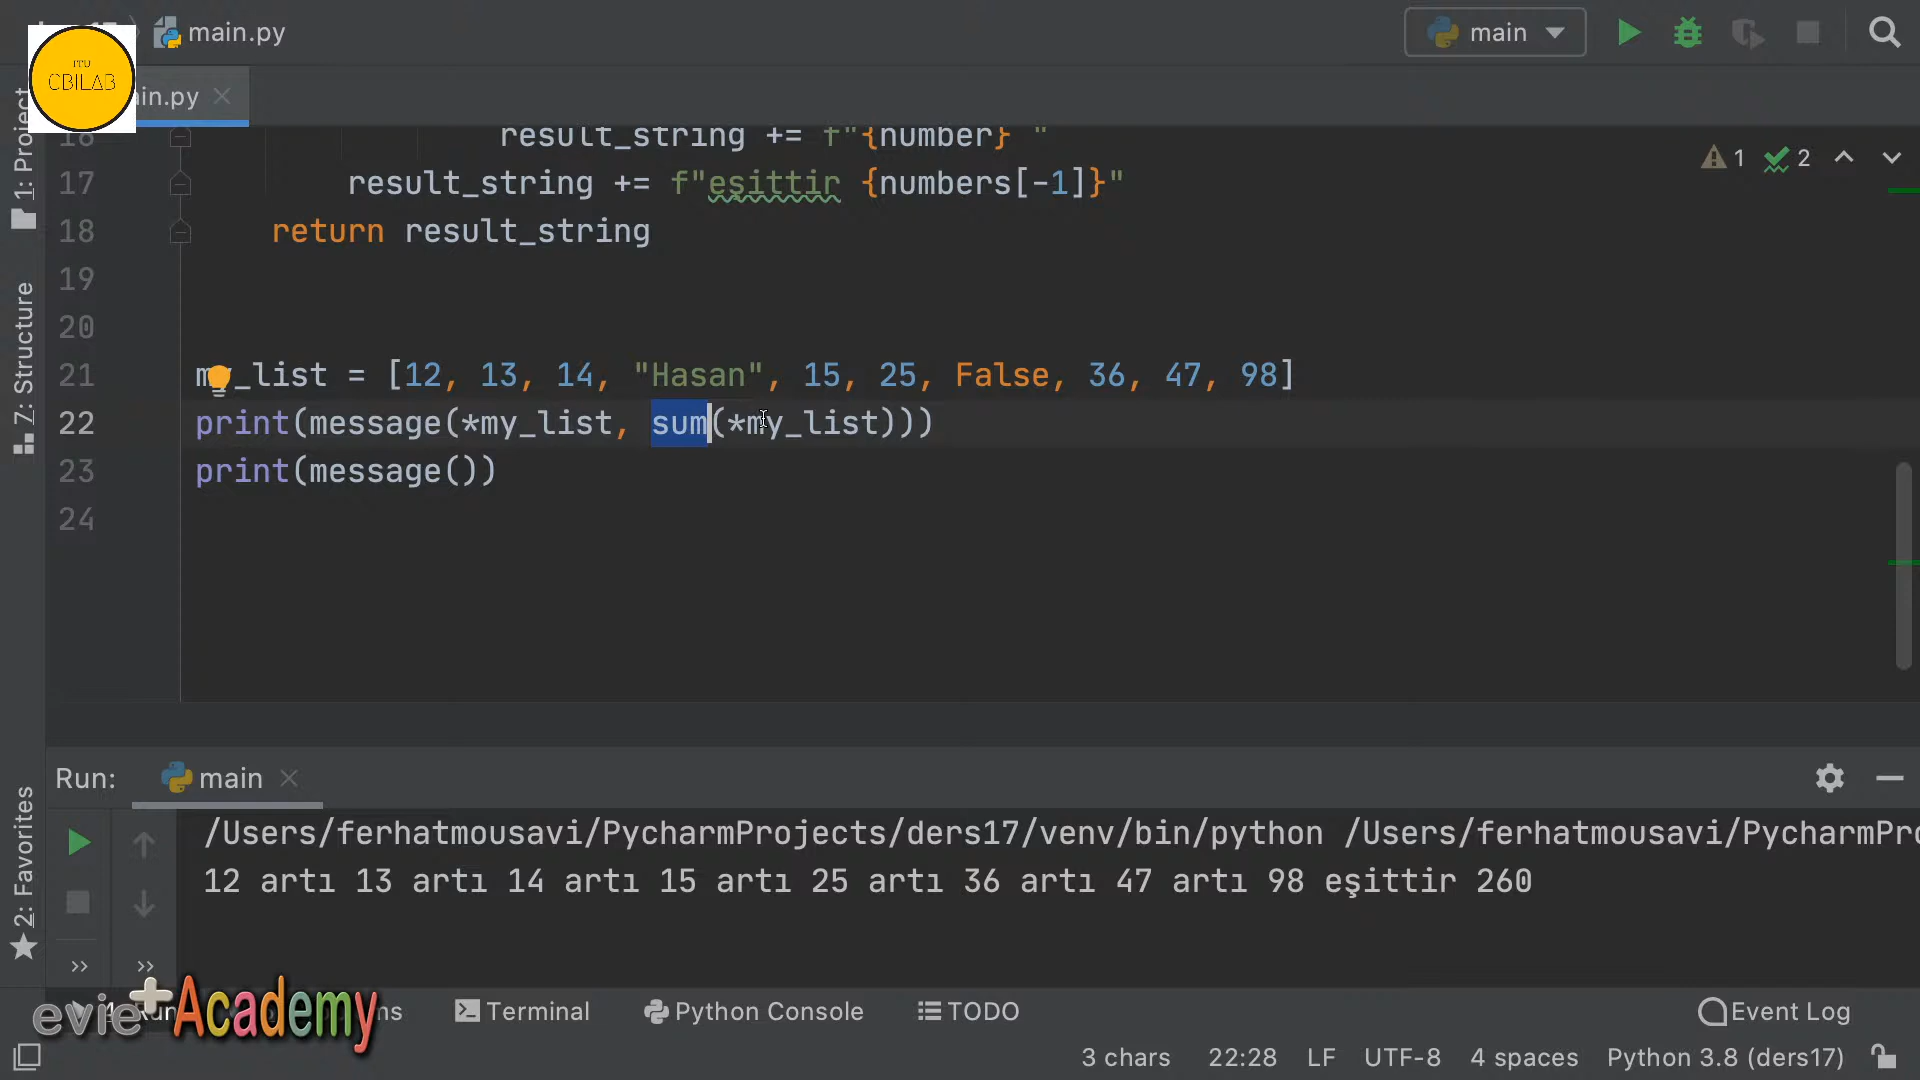 main.py
main
ITU
CBILAB
in.py
1: Project
16 result_string += f"{number} "
1 2
17 result_string += f"eşittir {numbers[-1]}"
18 return result_string
19
20
Z: Structure
21 my_list = [12, 13, 14, "Hasan", 15, 25, False, 36, 47, 98]
22 print(message(*my_list, sum(*my_list)))
23 print(message())
24
Run: main
2: Favorites
/Users/ferhatmousavi/PycharmProjects/ders17/venv/bin/python /Users/ferhatmousavi/PycharmPro
12 artı 13 artı 14 artı 15 artı 25 artı 36 artı 47 artı 98 eşittir 260
evie+Academy
Terminal Python Console TODO Event Log
3 chars 22:28 LF UTF-8 4 spaces Python 3.8 (ders17)